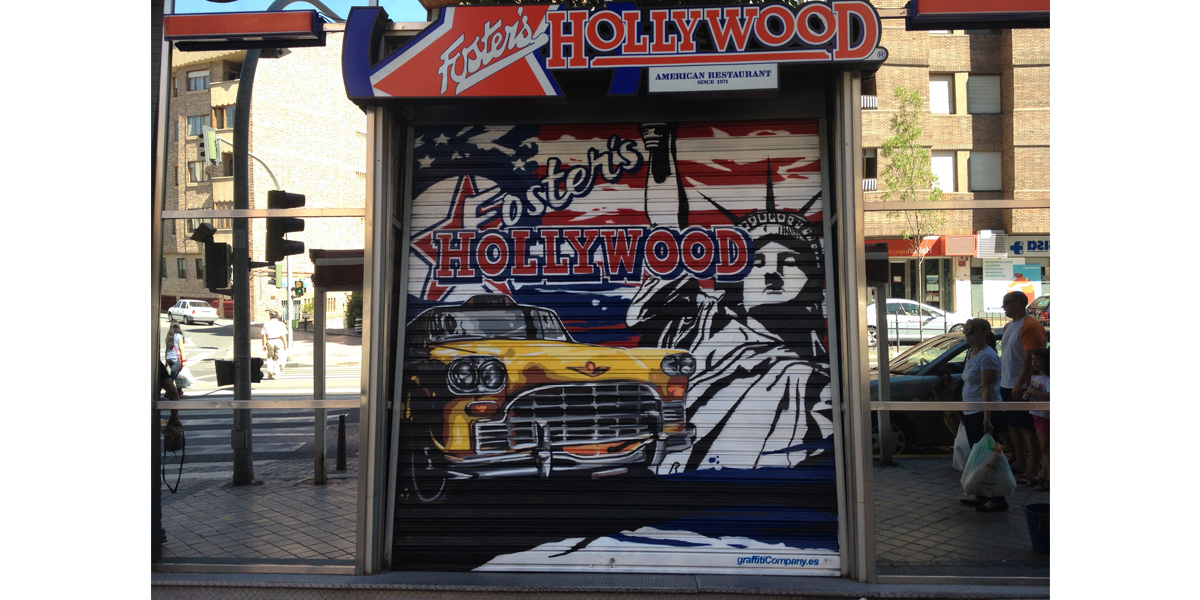 Foster's
HOLLYWOOD®
AMERICAN RESTAURANT
SINCE 1971
Foster's
HOLLYWOOD
graffitiCompany.es